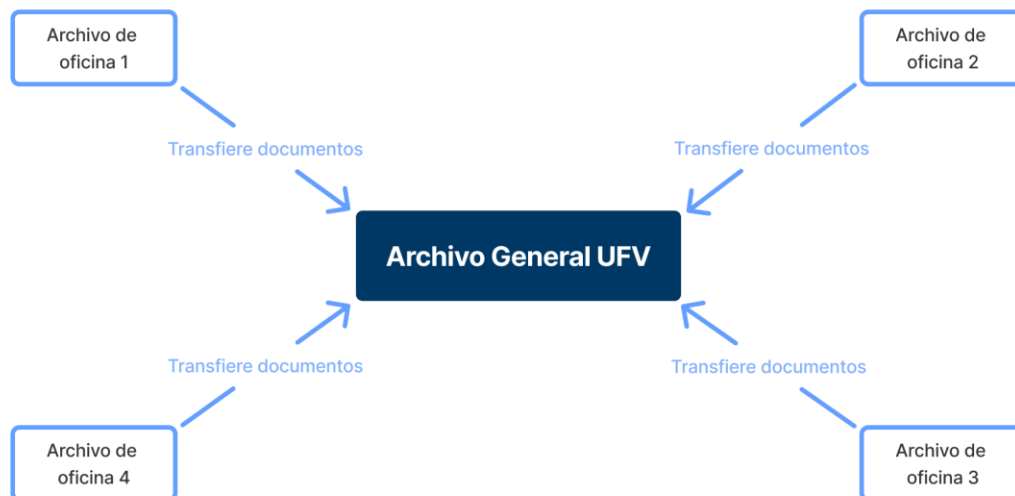 Archivo de
oficina 1
Archivo de
oficina 2
Transfiere documentos
Transfiere documentos
Archivo General UFV
Transfiere documentos
Transfiere documentos
Archivo de
oficina 4
Archivo de
oficina 3